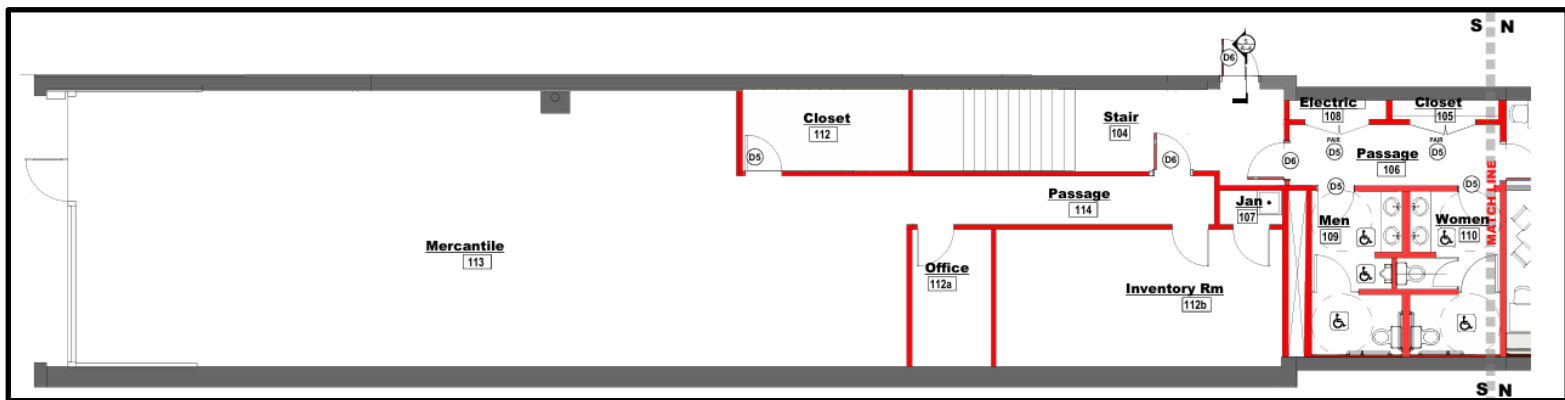 S N
D6
Electric
108
Closet
105
Closet
112
Stair
104
PAIR
D5
PAIR
D5
D5
D6
D6
Passage
106
D5
D5
Passage
114
Jan
107
Men
109
Women
110
MATCH LINE
Mercantile
113
Office
112a
Inventory Rm
112b
S N